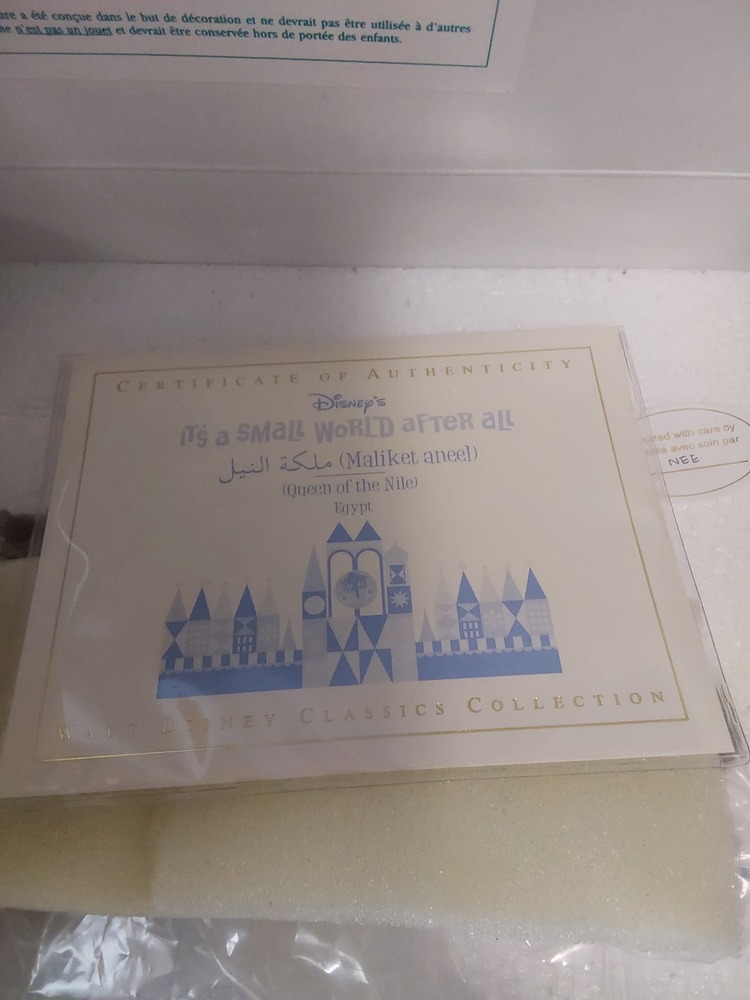 a été conçue dans le but de décoration et ne devrait pas être utilisée à d'autres
n'est pas un jouet et devrait être conservée hors de portée des enfants.
CERTIFICATE OF AUTHENTICITY
DISNEY'S
IT'S a SMALL WORLD aFTER aLL
ملكة النيل (Maliket aneel)
(Queen of the Nile)
Egypt
WALT DISNEY CLASSICS COLLECTION
with care by
avec soin par
NEE